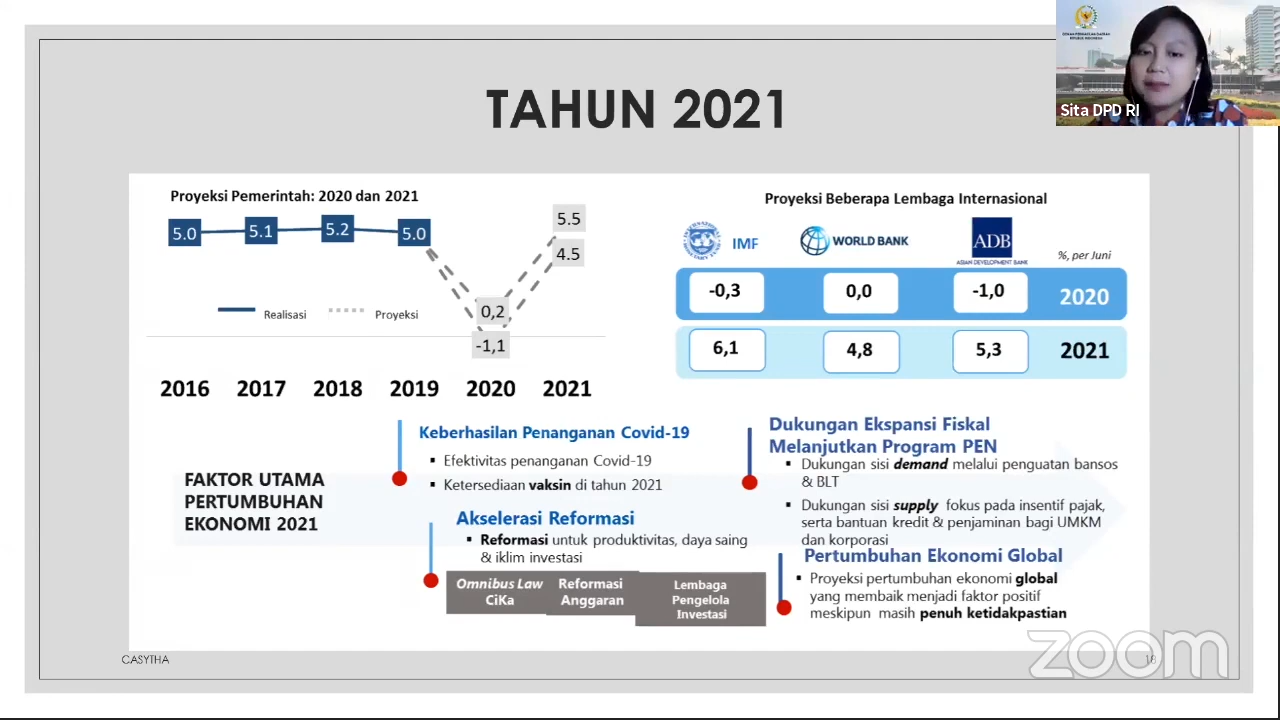 TAHUN 2021
Sita DPD RI
Proyeksi Pemerintah: 2020 dan 2021
5.0
5.1
5.2
5.0
5.5
4.5
0,2
-1,1
Realisasi
Proyeksi
2016 2017 2018 2019 2020 2021
Proyeksi Beberapa Lembaga Internasional
IMF
WORLD BANK
ADB
ASIAN DEVELOPMENT BANK
%, per Juni
-0,3 0,0 -1,0 2020
6,1 4,8 5,3 2021
FAKTOR UTAMA
PERTUMBUHAN
EKONOMI 2021
Keberhasilan Penanganan Covid-19
▪ Efektivitas penanganan Covid-19
▪ Ketersediaan vaksin di tahun 2021
Akselerasi Reformasi
▪ Reformasi untuk produktivitas, daya saing
& iklim investasi
Omnibus Law
CiKa
Reformasi
Anggaran
Lembaga
Pengelola
Investasi
Dukungan Ekspansi Fiskal
Melanjutkan Program PEN
▪ Dukungan sisi demand melalui penguatan bansos
& BLT
▪ Dukungan sisi supply fokus pada insentif pajak,
serta bantuan kredit & penjaminan bagi UMKM
dan korporasi
Pertumbuhan Ekonomi Global
▪ Proyeksi pertumbuhan ekonomi global
yang membaik menjadi faktor positif
meskipun masih penuh ketidakpastian
CASYTHA
18
zoom